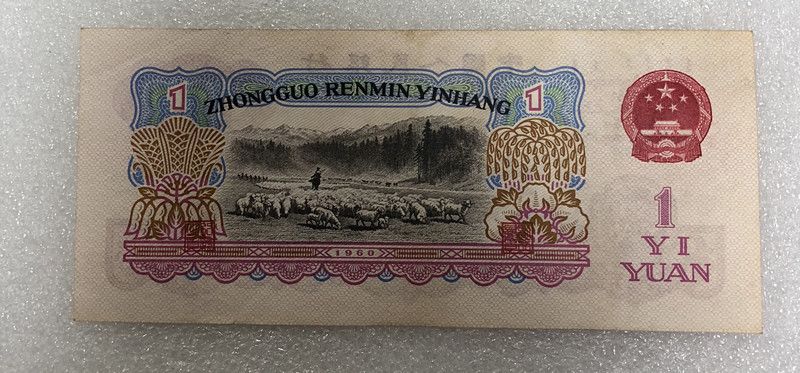 1
ZHONGGUO RENMIN YINHANG
1
1960
1
YI
YUAN